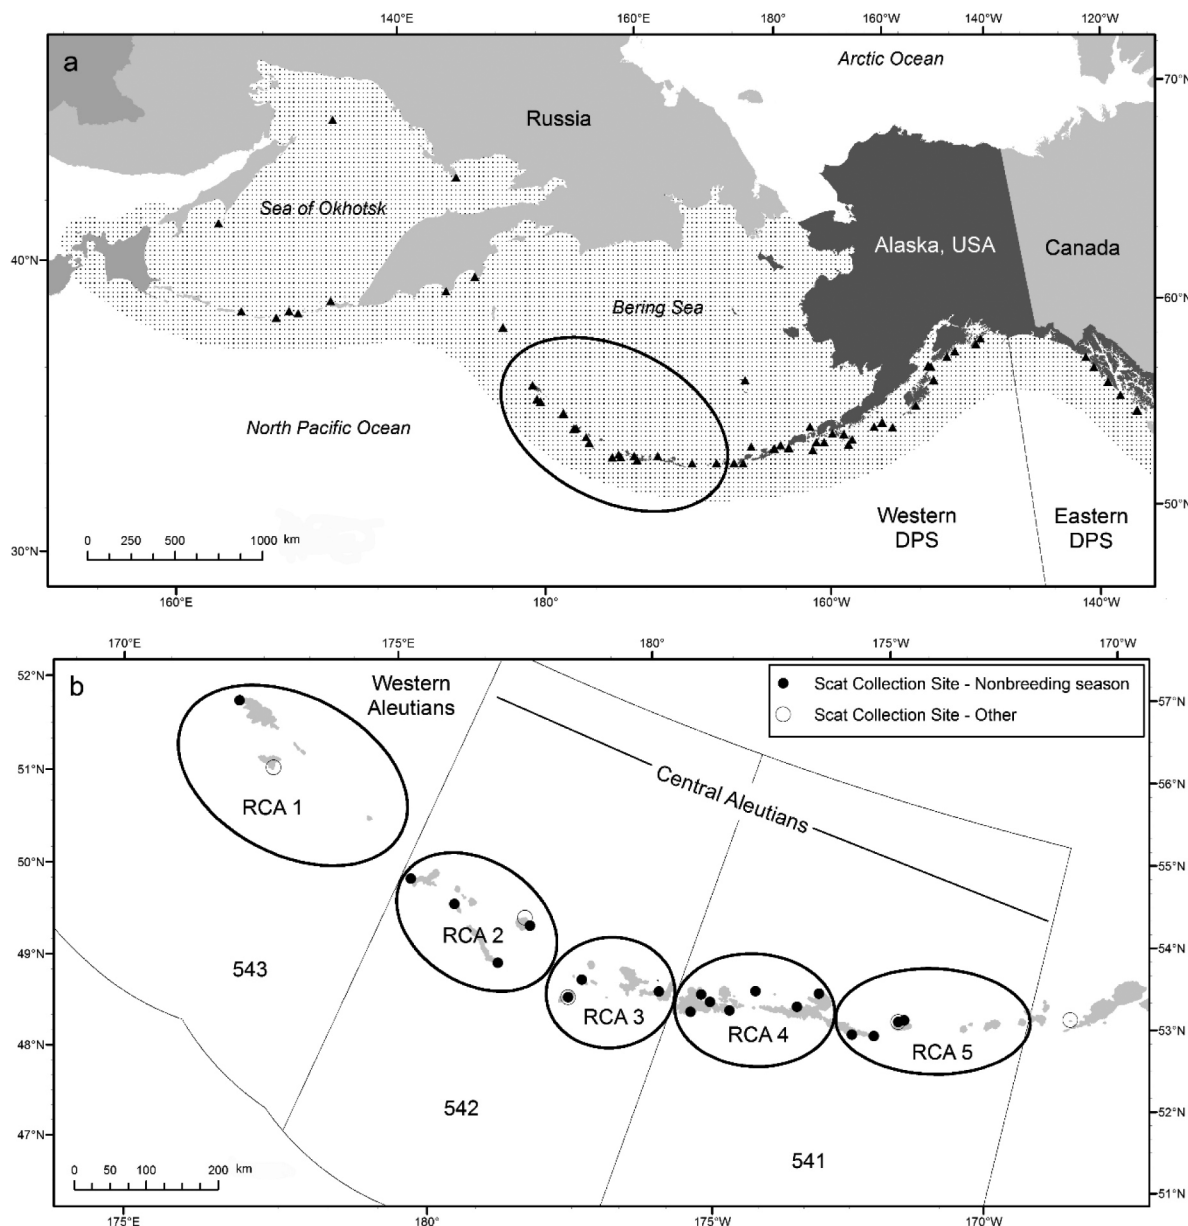 140°E 160°E 180° 160°W 140°W 120°W
a
Arctic Ocean
70°N
Russia
Sea of Okhotsk
Alaska, USA
Canada
40°N
60°N
Bering Sea
North Pacific Ocean
50°N
Western
DPS
Eastern
DPS
0 250 500 1000 km
30°N
160°E 180° 160°W 140°W
170°E 175°E 180° 175°W 170°W
52°N
b
Western
Aleutians
Scat Collection Site - Nonbreeding season
Scat Collection Site - Other
57°N
51°N
56°N
Central Aleutians
RCA 1
50°N
55°N
RCA 2
49°N
54°N
543
RCA 3
RCA 4
RCA 5
53°N
48°N
542
52°N
47°N
541
0 50 100 200 km
51°N
175°E 180° 175°W 170°W